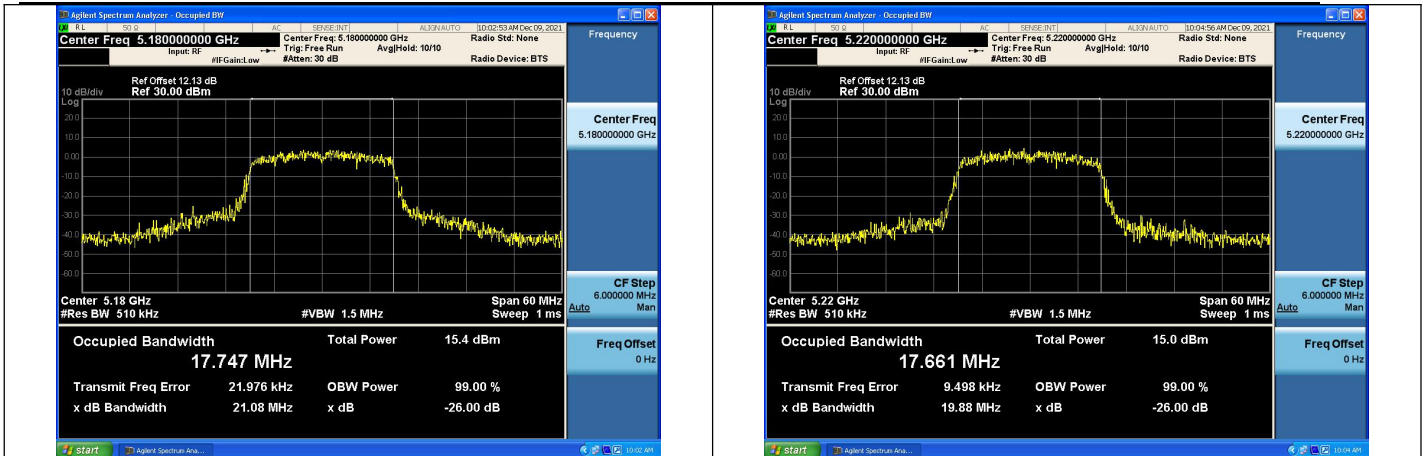 Agilent Spectrum Analyzer - Occupied BW
RL 50 Ω AC SENSE:INT ALIGNAUTO 10:02:53 AM Dec 09, 2021
Center Freq 5.180000000 GHz Center Freq: 5.180000000 GHz Radio Std: None Frequency
Input: RF Trig: Free Run Avg|Hold: 10/10
#IFGain:Low #Atten: 30 dB Radio Device: BTS
Ref Offset 12.13 dB
10 dB/div Ref 30.00 dBm
Log
20.0
Center Freq
5.180000000 GHz
10.0
0.00
-10.0
-20.0
-30.0
-40.0
-50.0
-60.0
CF Step
6.000000 MHz
Auto Man
Center 5.18 GHz Span 60 MHz
#Res BW 510 kHz #VBW 1.5 MHz Sweep 1 ms
Occupied Bandwidth Total Power 15.4 dBm
17.747 MHz
Freq Offset
0 Hz
Transmit Freq Error 21.976 kHz OBW Power 99.00 %
x dB Bandwidth 21.08 MHz x dB -26.00 dB
start Agilent Spectrum Ana... 10:02 AM
Agilent Spectrum Analyzer - Occupied BW
RL 50 Ω AC SENSE:INT ALIGNAUTO 10:04:56 AM Dec 09, 2021
Center Freq 5.220000000 GHz Center Freq: 5.220000000 GHz Radio Std: None Frequency
Input: RF Trig: Free Run Avg|Hold: 10/10
#IFGain:Low #Atten: 30 dB Radio Device: BTS
Ref Offset 12.13 dB
10 dB/div Ref 30.00 dBm
Log
20.0
Center Freq
5.220000000 GHz
10.0
0.00
-10.0
-20.0
-30.0
-40.0
-50.0
-60.0
CF Step
6.000000 MHz
Auto Man
Center 5.22 GHz Span 60 MHz
#Res BW 510 kHz #VBW 1.5 MHz Sweep 1 ms
Occupied Bandwidth Total Power 15.0 dBm
17.661 MHz
Freq Offset
0 Hz
Transmit Freq Error 9.498 kHz OBW Power 99.00 %
x dB Bandwidth 19.88 MHz x dB -26.00 dB
start Agilent Spectrum Ana... 10:04 AM